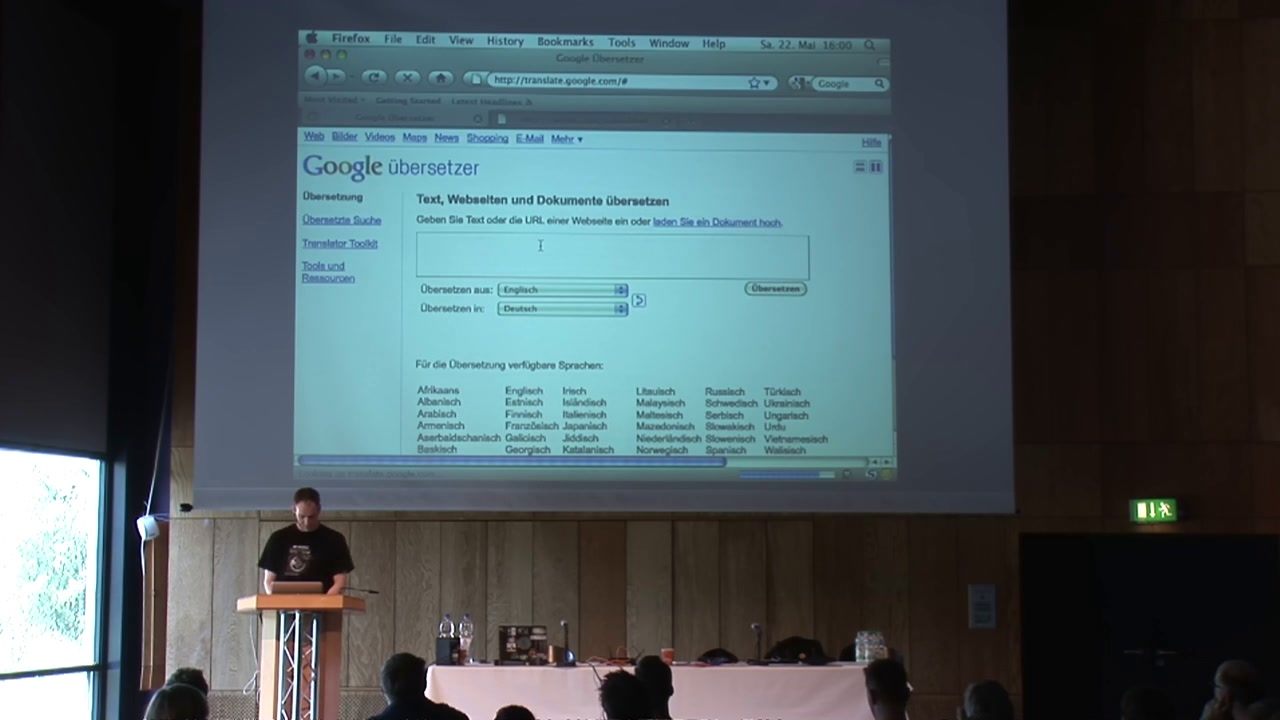 Firefox File Edit View History Bookmarks Tools Window Help Sa. 22. Mai 16:00
Google Übersetzer
http://translate.google.com/# Google
Most Visited Getting Started Latest Headlines
Google Übersetzer
Web Bilder Videos Maps News Shopping E-Mail Mehr ▾ Hilfe
Google übersetzer
Übersetzung
Übersetzte Suche
Translator Toolkit
Tools und
Ressourcen
Text, Webseiten und Dokumente übersetzen
Geben Sie Text oder die URL einer Webseite ein oder laden Sie ein Dokument hoch.
Übersetzen aus: Englisch Übersetzen
Übersetzen in: Deutsch
Für die Übersetzung verfügbare Sprachen:
Afrikaans Englisch Irisch Litauisch Russisch Türkisch
Albanisch Estnisch Isländisch Malaysisch Schwedisch Ukrainisch
Arabisch Finnisch Italienisch Maltesisch Serbisch Ungarisch
Armenisch Französisch Japanisch Mazedonisch Slowakisch Urdu
Aserbaidschanisch Galicisch Jiddisch Niederländisch Slowenisch Vietnamesisch
Baskisch Georgisch Katalanisch Norwegisch Spanisch Walisisch